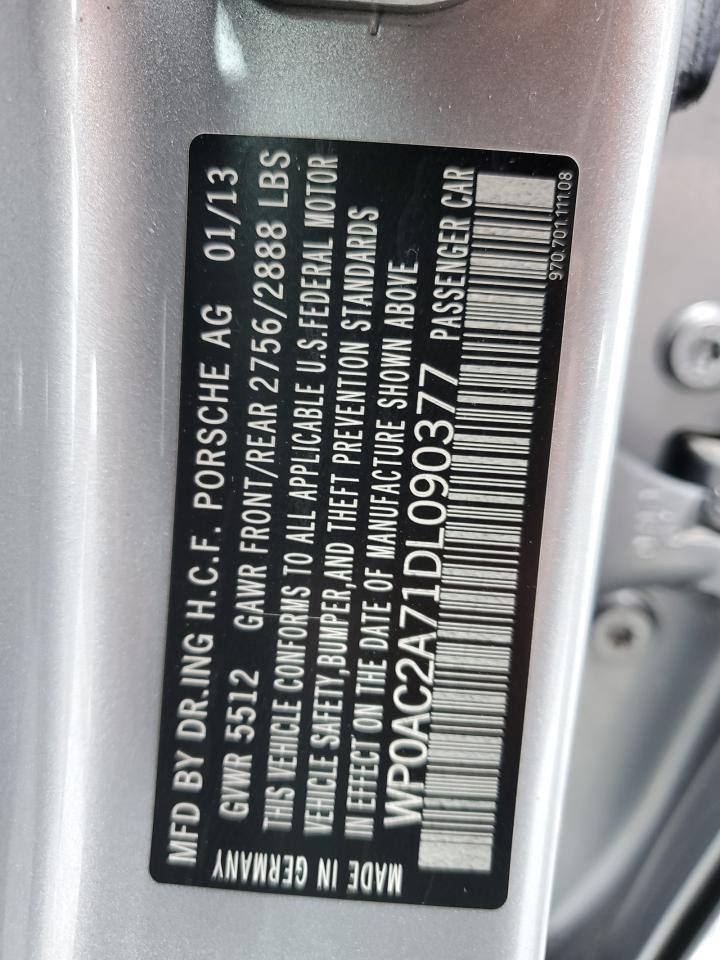 MFD BY DR.ING H.C.F. PORSCHE AG 01/13
GVWR 5512 GAWR FRONT/REAR 2756/2888 LBS
THIS VEHICLE CONFORMS TO ALL APPLICABLE U.S.FEDERAL MOTOR
VEHICLE SAFETY,BUMPER,AND THEFT PREVENTION STANDARDS
IN EFFECT ON THE DATE OF MANUFACTURE SHOWN ABOVE.
WP0AC2A71DL090377 PASSENGER CAR
970.701.111.08
MADE IN GERMANY